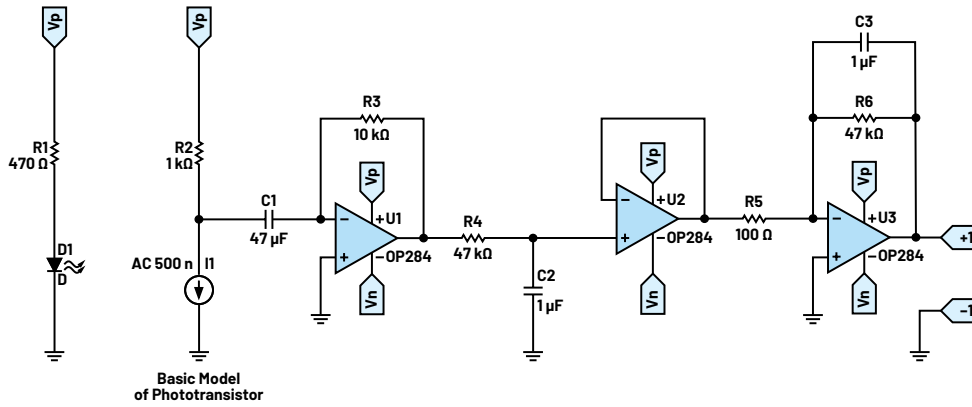 Vp
R1
470 Ω
D1
D
Vp
R2
1 kΩ
AC 500 n I1
Basic Model
of Phototransistor
C1
47 µF
R3
10 kΩ
Vp
− +U1
+ −OP284
Vn
R4
47 kΩ
C2
1 µF
Vp
− +U2
+ −OP284
Vn
R5
100 Ω
C3
1 µF
R6
47 kΩ
Vp
− +U3
+ −OP284
Vn
+1
−1